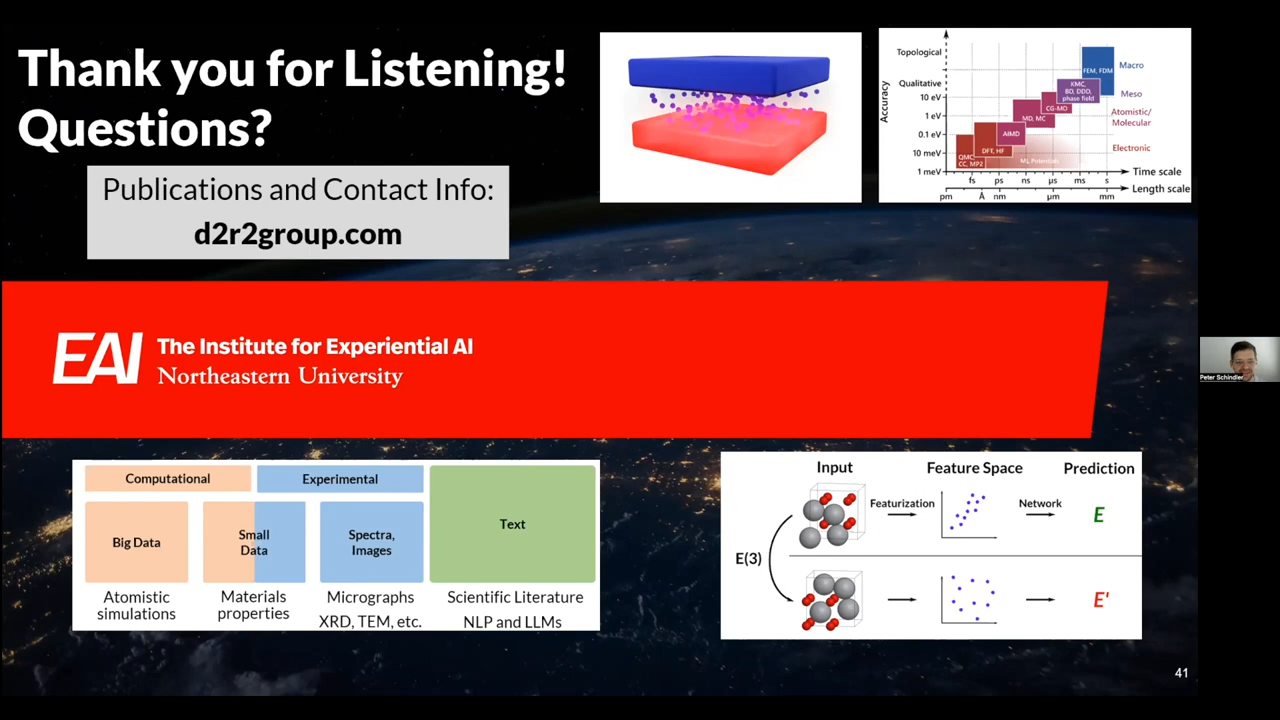 Thank you for Listening!
Questions?
Publications and Contact Info:
d2r2group.com
Accuracy
Topological
Qualitative
10 eV
1 eV
0.1 eV
10 meV
1 meV
FEM, FDM
KMC,
BD, DDD,
phase field
CG-MD
MD, MC
AIMD
DFT, HF
QMC
CC, MP2
ML Potentials
Macro
Meso
Atomistic/
Molecular
Electronic
fs ps ns µs ms s
Time scale
pm Å nm µm mm
Length scale
EAI
The Institute for Experiential AI
Northeastern University
Peter Schindler
Computational
Experimental
Text
Big Data
Small
Data
Spectra,
Images
Atomistic
simulations
Materials
properties
Micrographs
XRD, TEM, etc.
Scientific Literature
NLP and LLMs
Input
Feature Space
Prediction
Featurization
Network
E
E(3)
E'
41